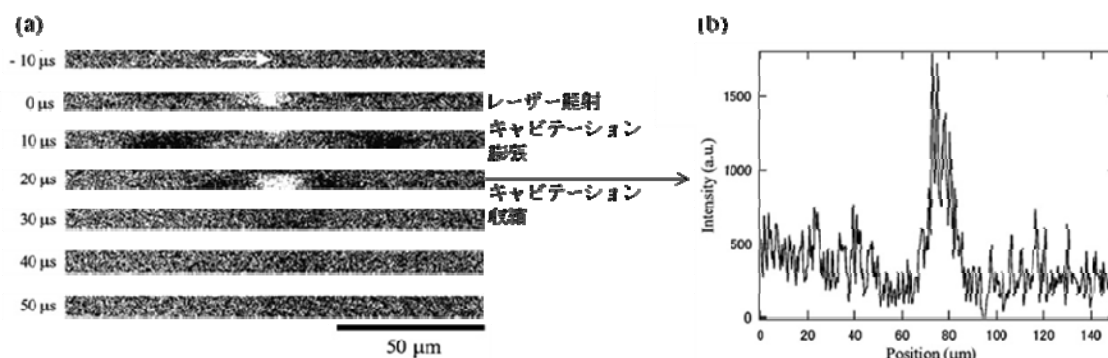 (a)
- 10 μs
0 μs
レーザー照射
10 μs
キャビテーション
膨張
20 μs
キャビテーション
収縮
30 μs
40 μs
50 μs
50 μm
(b)
Intensity (a.u.)
1500
1000
500
0
0 20 40 60 80 100 120 140
Position (μm)